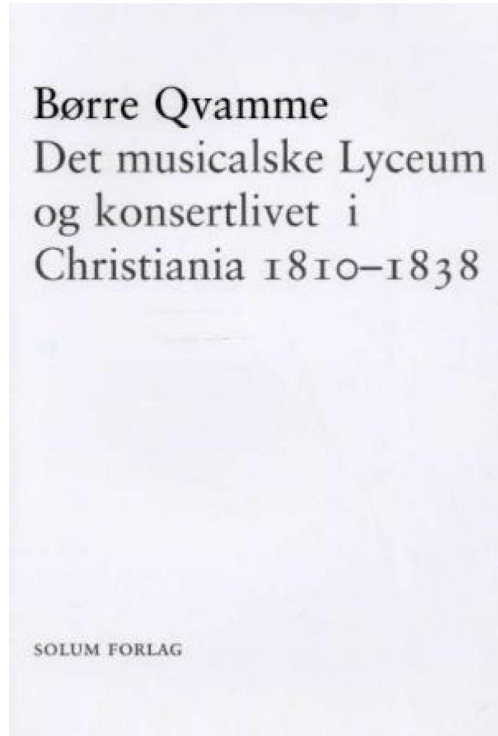 Børre Qvamme
Det musicalske Lyceum
og konsertlivet i
Christiania 1810–1838
SOLUM FORLAG